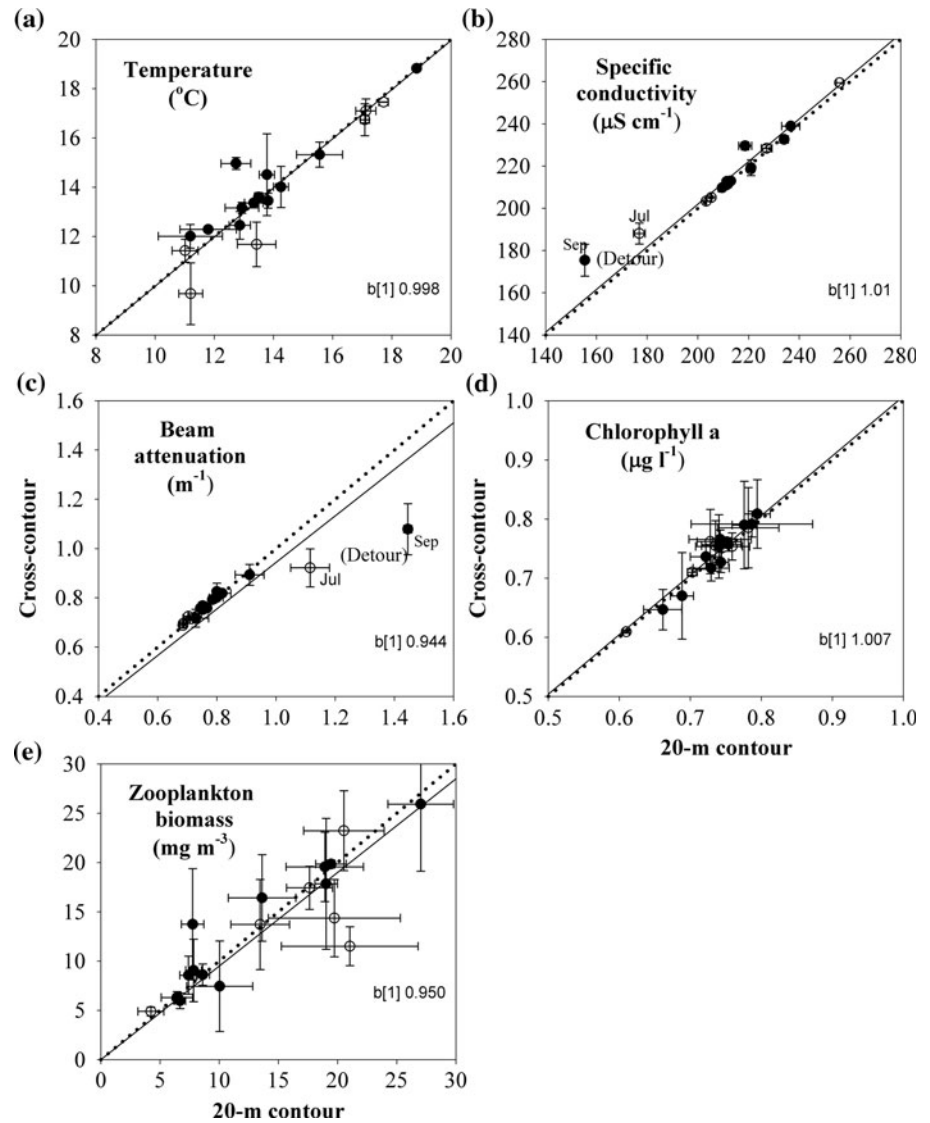 (a)
20
18
16
14
12
10
8
Temperature
(°C)
b[1] 0.998
8 10 12 14 16 18 20
(b)
280
260
240
220
200
180
160
140
Specific
conductivity
(μS cm⁻¹)
Jul
Sep
(Detour)
b[1] 1.01
140 160 180 200 220 240 260 280
(c)
1.6
1.4
1.2
1.0
0.8
0.6
0.4
Cross-contour
Beam
attenuation
(m⁻¹)
(Detour)
Sep
Jul
b[1] 0.944
0.4 0.6 0.8 1.0 1.2 1.4 1.6
(d)
1.0
0.9
0.8
0.7
0.6
0.5
Chlorophyll a
(μg l⁻¹)
b[1] 1.007
0.5 0.6 0.7 0.8 0.9 1.0
20-m contour
(e)
30
25
20
15
10
5
0
Zooplankton
biomass
(mg m⁻³)
b[1] 0.950
0 5 10 15 20 25 30
20-m contour